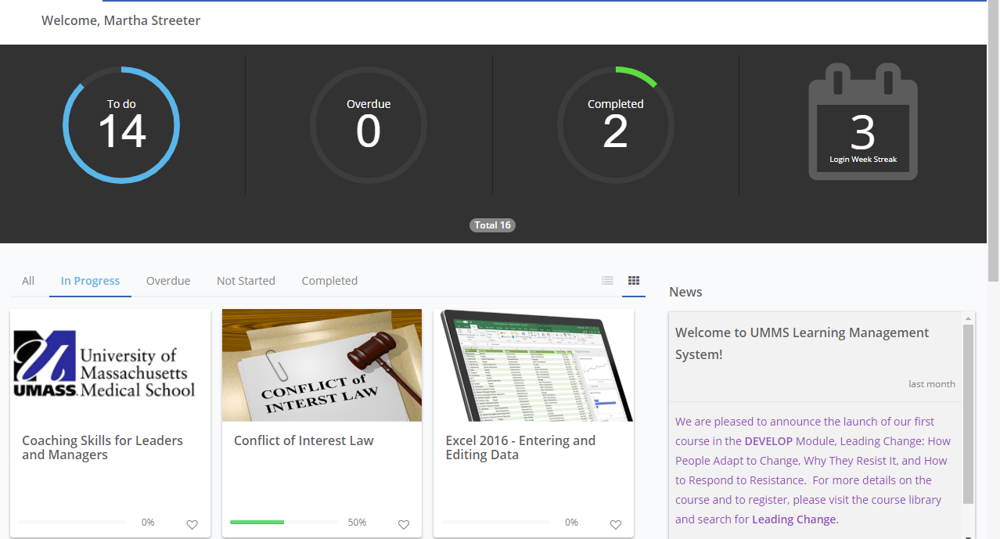 Welcome, Martha Streeter
To do
14
Overdue
0
Completed
2
3
Login Week Streak
Total 16
All
In Progress
Overdue
Not Started
Completed
News
UMASS
University of
Massachusetts
Medical School
CONFLICT of
INTERST LAW
Coaching Skills for Leaders
and Managers
0%
Conflict of Interest Law
50%
Excel 2016 - Entering and
Editing Data
0%
Welcome to UMMS Learning Management
System!
last month
We are pleased to announce the launch of our first
course in the DEVELOP Module, Leading Change: How
People Adapt to Change, Why They Resist It, and How
to Respond to Resistance.  For more details on the
course and to register, please visit the course library
and search for Leading Change.